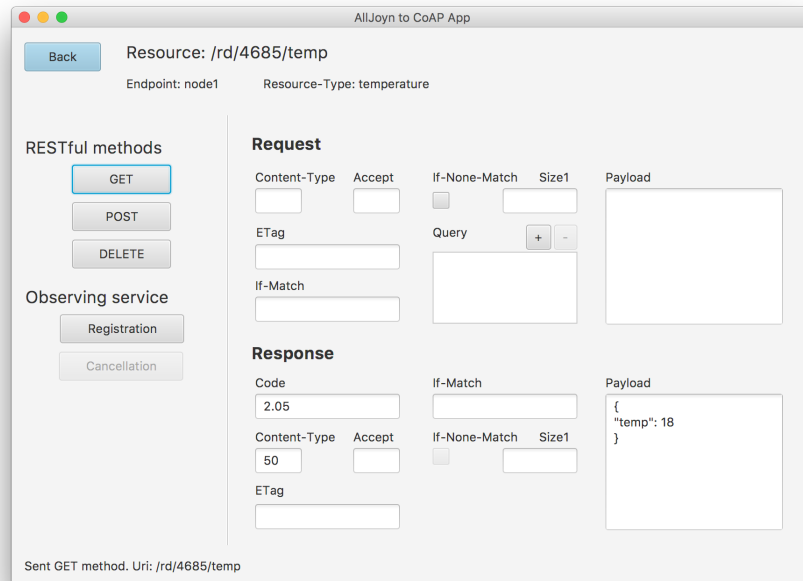 AllJoyn to CoAP App
Back
Resource: /rd/4685/temp
Endpoint: node1 Resource-Type: temperature
RESTful methods
GET
POST
DELETE
Observing service
Registration
Cancellation
Request
Content-Type Accept If-None-Match Size1 Payload
ETag Query + -
If-Match
Response
Code If-Match Payload
2.05
{
"temp": 18
}
Content-Type Accept If-None-Match Size1
50
ETag
Sent GET method. Uri: /rd/4685/temp